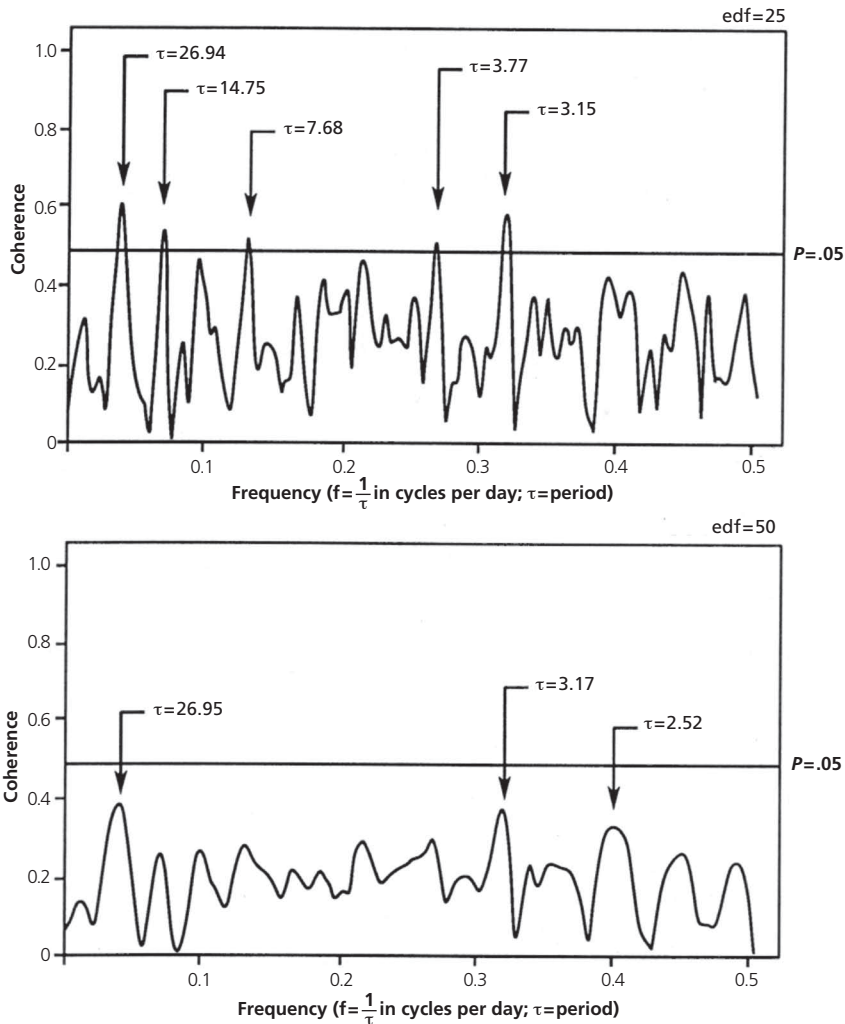 edf=25
1.0
τ=26.94
τ=3.77
τ=14.75
0.8
τ=3.15
τ=7.68
0.6
P=.05
0.4
0.2
0
Coherence
0.1
0.2
0.3
0.4
0.5
Frequency (f=1/τ in cycles per day; τ=period)
edf=50
1.0
0.8
τ=3.17
τ=26.95
0.6
τ=2.52
P=.05
0.4
0.2
0
Coherence
0.1
0.2
0.3
0.4
0.5
Frequency (f=1/τ in cycles per day; τ=period)